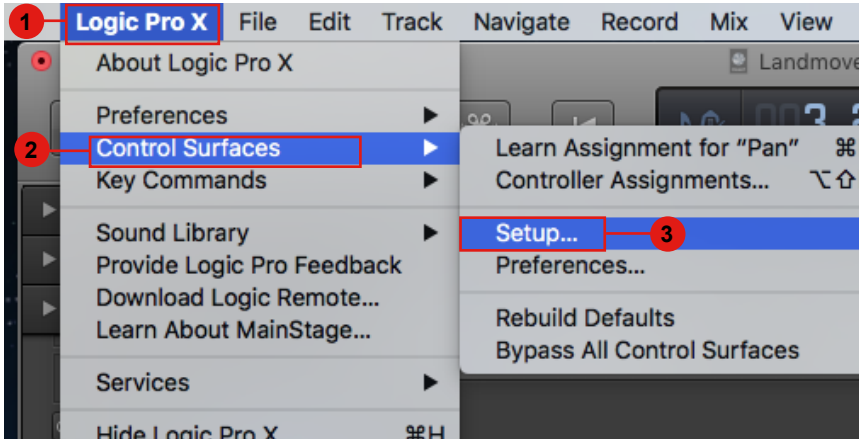 1 Logic Pro X File Edit Track Navigate Record Mix View
About Logic Pro X
Landmove
Preferences ▶
3
2 Control Surfaces ▶
Key Commands ▶
Sound Library ▶
Provide Logic Pro Feedback
Download Logic Remote...
Learn About MainStage...
Services ▶
Hide Logic Pro X ⌘H
Learn Assignment for “Pan” ⌘
Controller Assignments... ⌥⇧
Setup... 3
Preferences...
Rebuild Defaults
Bypass All Control Surfaces